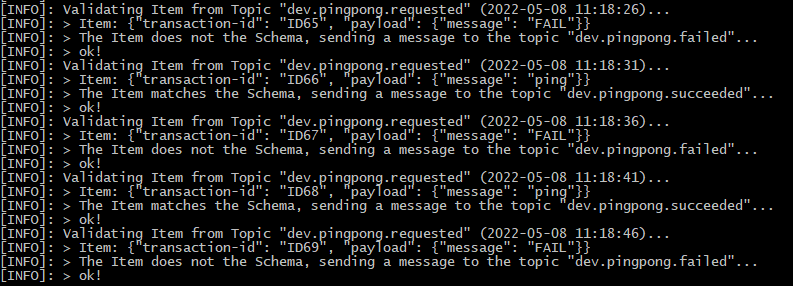 [INFO]: Validating Item from Topic "dev.pingpong.requested" (2022-05-08 11:18:26)...
[INFO]: > Item: {"transaction-id": "ID65", "payload": {"message": "FAIL"}}
[INFO]: > The Item does not the Schema, sending a message to the topic "dev.pingpong.failed"...
[INFO]: > ok!
[INFO]: Validating Item from Topic "dev.pingpong.requested" (2022-05-08 11:18:31)...
[INFO]: > Item: {"transaction-id": "ID66", "payload": {"message": "ping"}}
[INFO]: > The Item matches the Schema, sending a message to the topic "dev.pingpong.succeeded"...
[INFO]: > ok!
[INFO]: Validating Item from Topic "dev.pingpong.requested" (2022-05-08 11:18:36)...
[INFO]: > Item: {"transaction-id": "ID67", "payload": {"message": "FAIL"}}
[INFO]: > The Item does not the Schema, sending a message to the topic "dev.pingpong.failed"...
[INFO]: > ok!
[INFO]: Validating Item from Topic "dev.pingpong.requested" (2022-05-08 11:18:41)...
[INFO]: > Item: {"transaction-id": "ID68", "payload": {"message": "ping"}}
[INFO]: > The Item matches the Schema, sending a message to the topic "dev.pingpong.succeeded"...
[INFO]: > ok!
[INFO]: Validating Item from Topic "dev.pingpong.requested" (2022-05-08 11:18:46)...
[INFO]: > Item: {"transaction-id": "ID69", "payload": {"message": "FAIL"}}
[INFO]: > The Item does not the Schema, sending a message to the topic "dev.pingpong.failed"...
[INFO]: > ok!